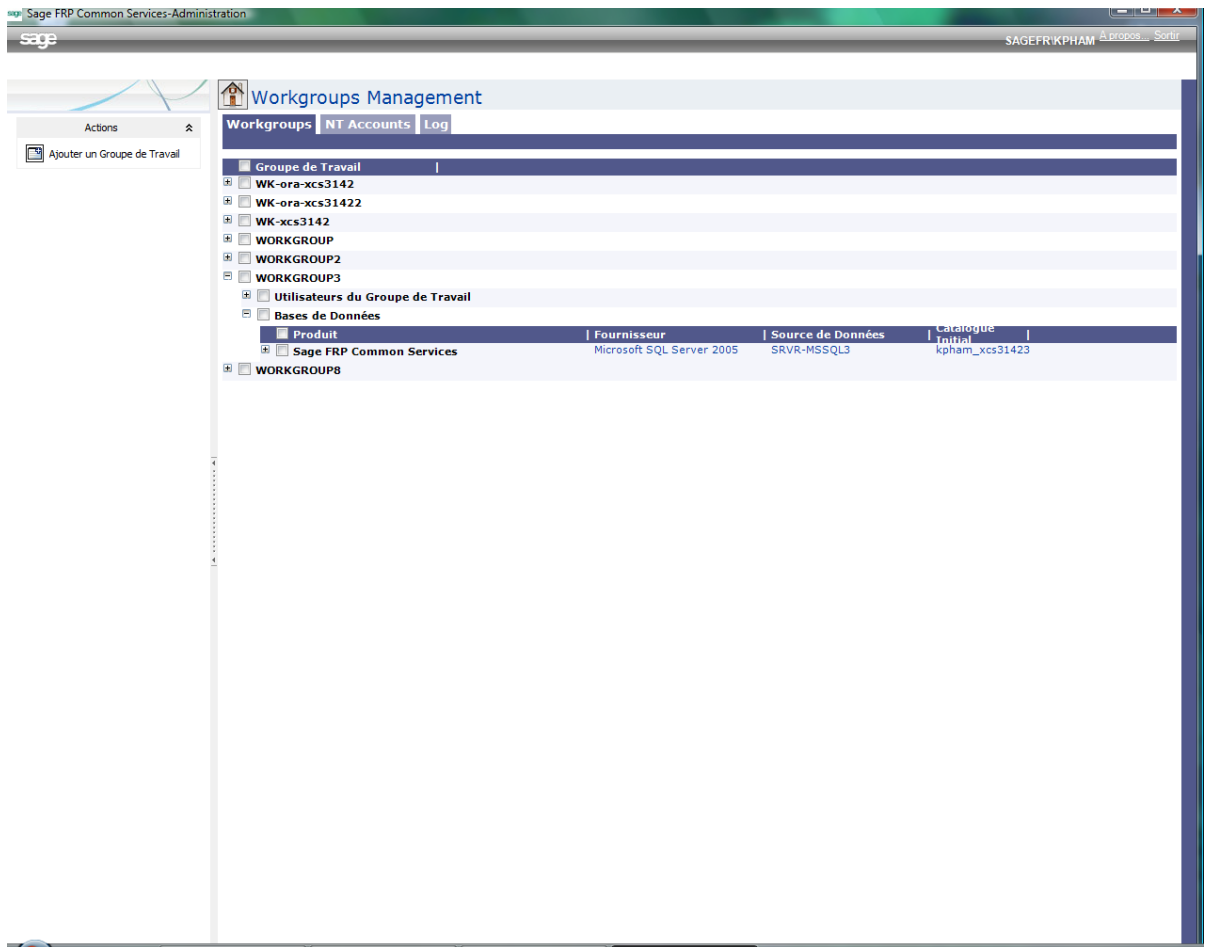 sage Sage FRP Common Services-Administration
sage
SAGEFR\KPHAM A propos... Sortir
Workgroups Management
Actions
Workgroups NT Accounts Log
Ajouter un Groupe de Travail
Groupe de Travail |
WK-ora-xcs3142
WK-ora-xcs31422
WK-xcs3142
WORKGROUP
WORKGROUP2
WORKGROUP3
Utilisateurs du Groupe de Travail
Bases de Données
Produit | Fournisseur | Source de Données | Catalogue Initial |
Sage FRP Common Services Microsoft SQL Server 2005 SRVR-MSSQL3 kpham_xcs31423
WORKGROUP8